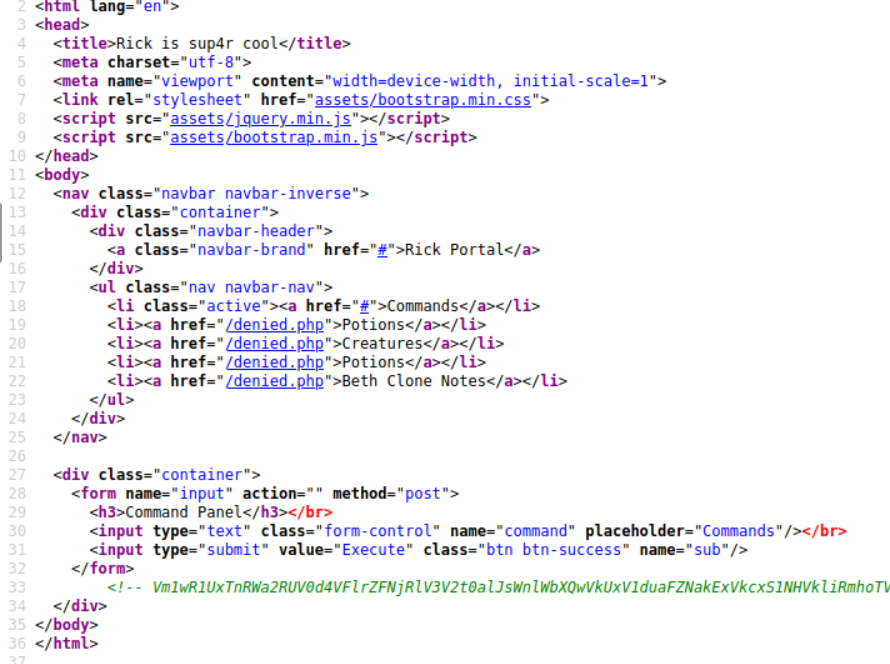 2 <html lang="en">
3 <head>
4   <title>Rick is sup4r cool</title>
5   <meta charset="utf-8">
6   <meta name="viewport" content="width=device-width, initial-scale=1">
7   <link rel="stylesheet" href="assets/bootstrap.min.css">
8   <script src="assets/jquery.min.js"></script>
9   <script src="assets/bootstrap.min.js"></script>
10 </head>
11 <body>
12   <nav class="navbar navbar-inverse">
13     <div class="container">
14       <div class="navbar-header">
15         <a class="navbar-brand" href="#">Rick Portal</a>
16       </div>
17       <ul class="nav navbar-nav">
18         <li class="active"><a href="#">Commands</a></li>
19         <li><a href="/denied.php">Potions</a></li>
20         <li><a href="/denied.php">Creatures</a></li>
21         <li><a href="/denied.php">Potions</a></li>
22         <li><a href="/denied.php">Beth Clone Notes</a></li>
23       </ul>
24     </div>
25   </nav>
26
27   <div class="container">
28     <form name="input" action="" method="post">
29       <h3>Command Panel</h3></br>
30       <input type="text" class="form-control" name="command" placeholder="Commands"/></br>
31       <input type="submit" value="Execute" class="btn btn-success" name="sub"/>
32     </form>
33         <!-- Vm1wR1UxTnRWa2RUV0d4VFlrZFNjRlV3V2t0alJsWnlWbXQwVkUxV1duaFZNakExVkcxS1NHVkliRmhoTV
34   </div>
35 </body>
36 </html>
37